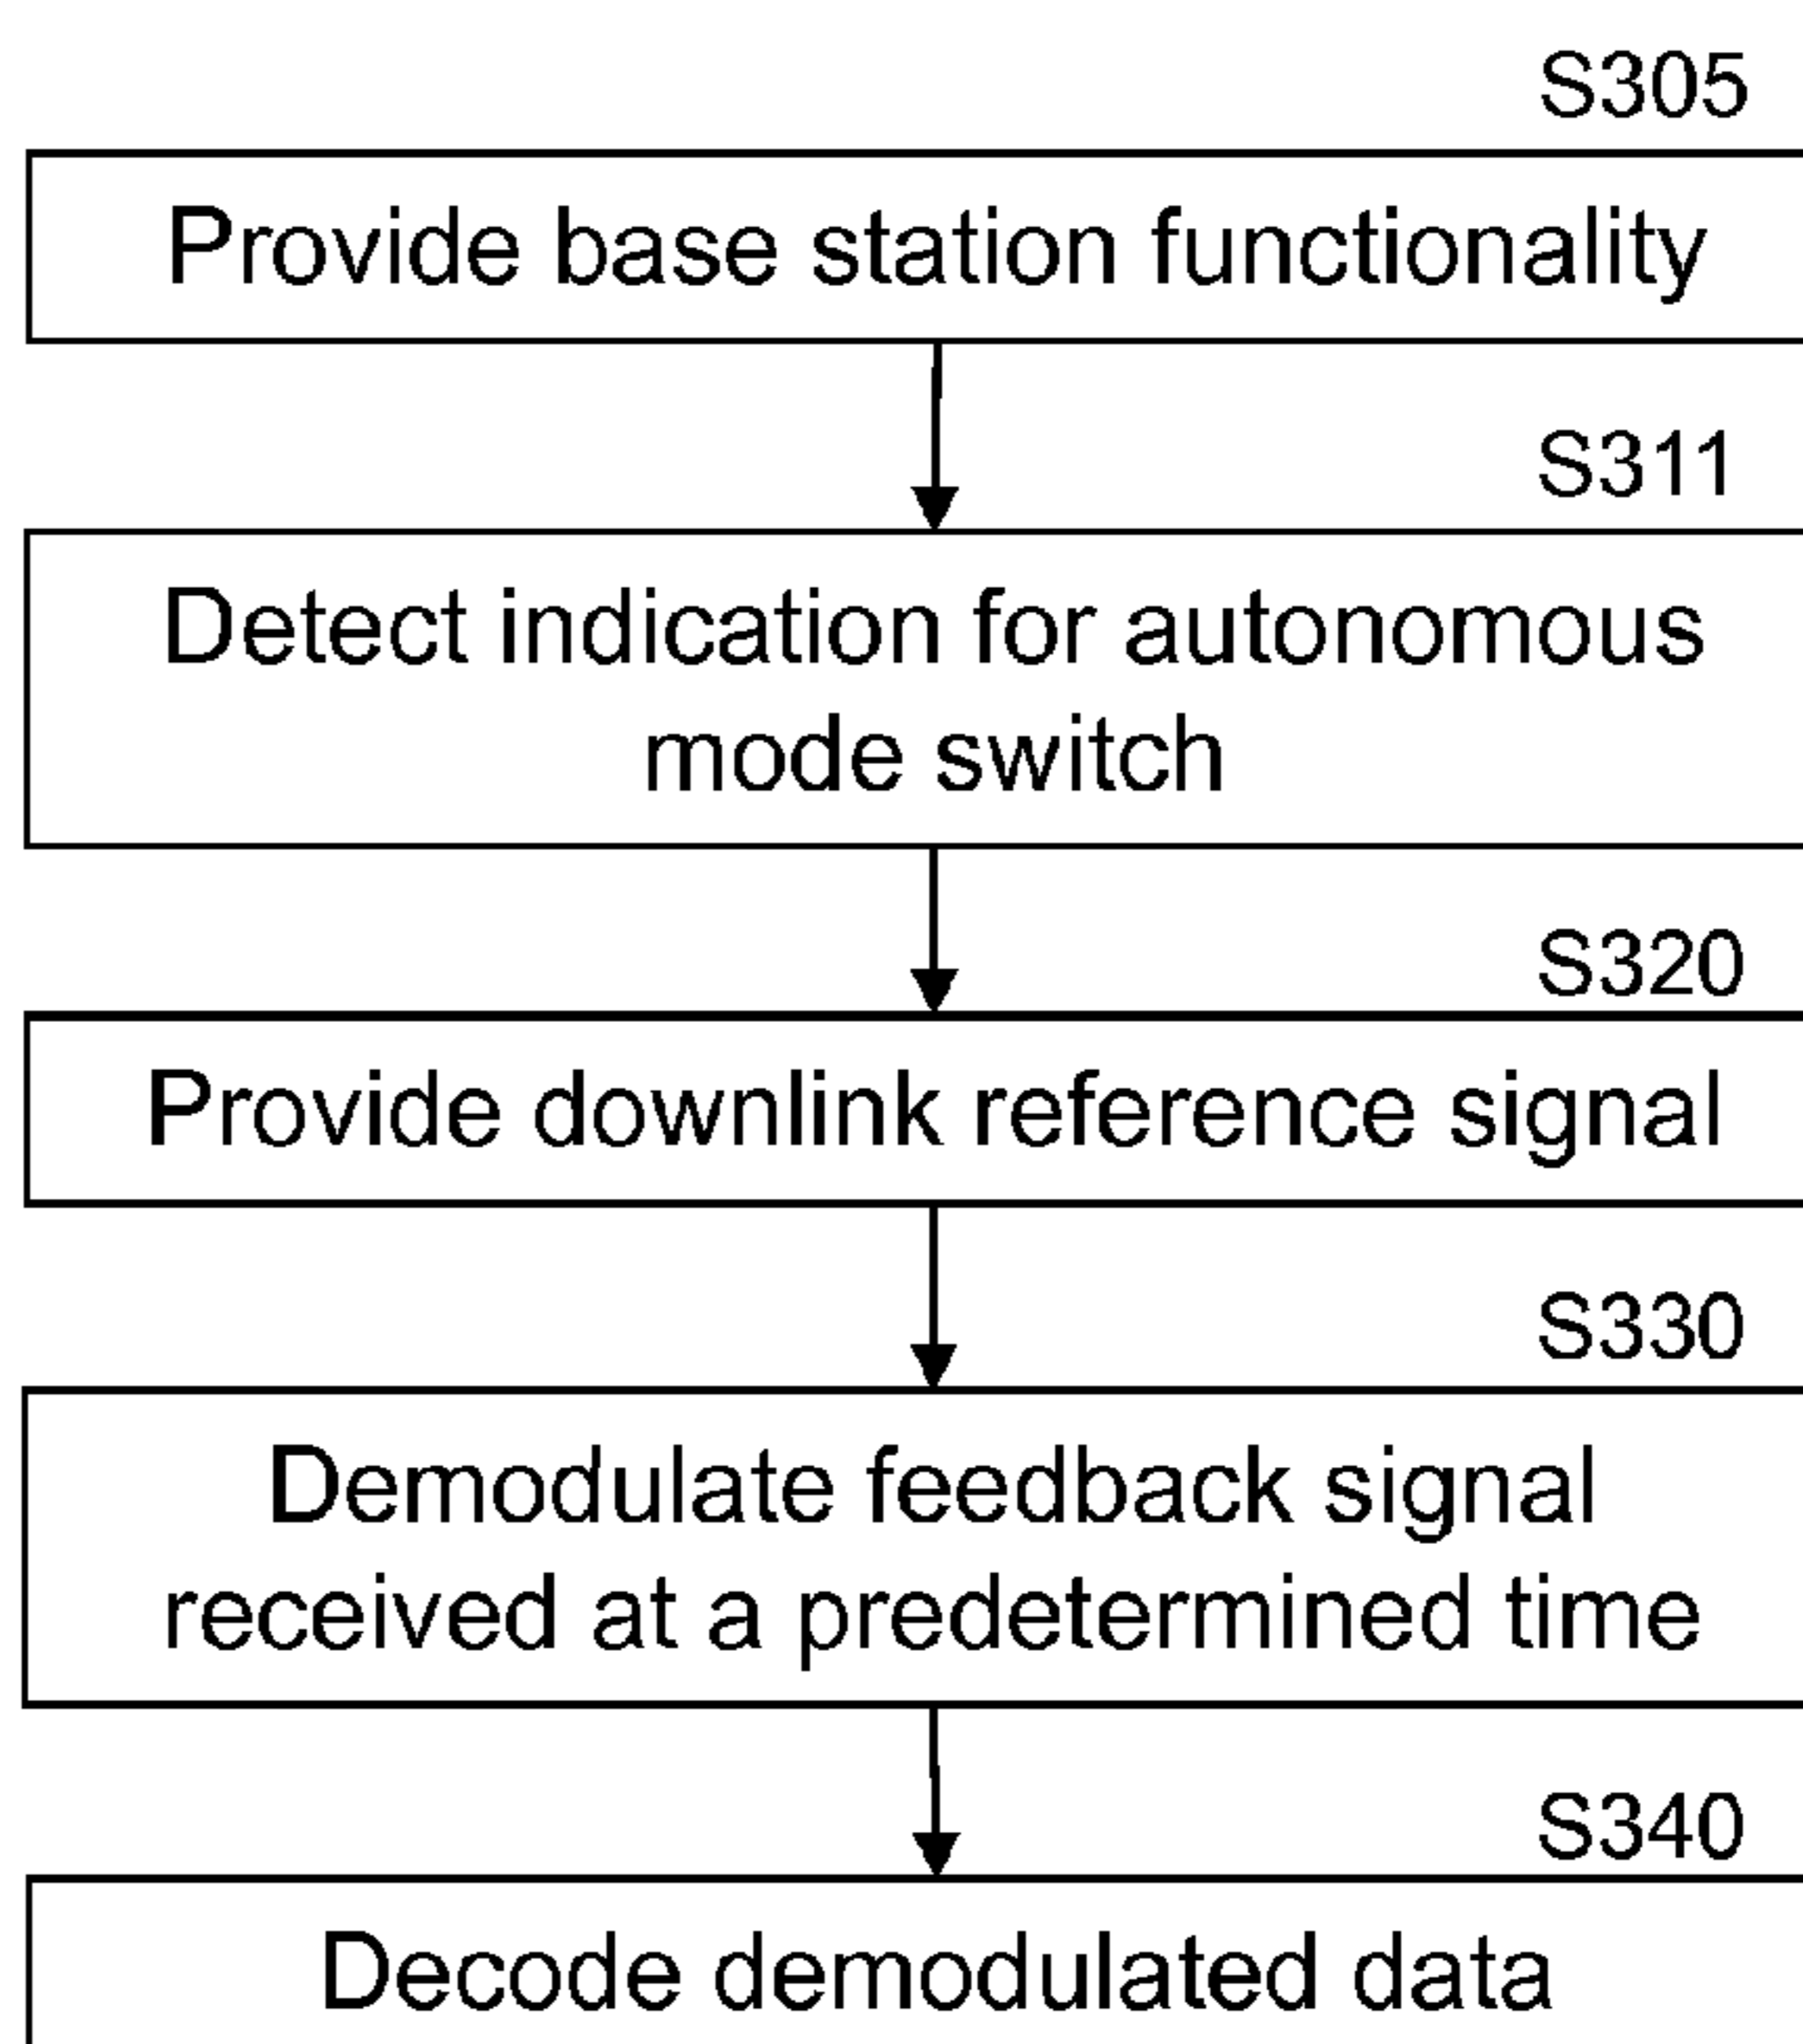 S305
Provide base station functionality
S311
Detect indication for autonomous
mode switch
S320
Provide downlink reference signal
S330
Demodulate feedback signal
received at a predetermined time
S340
Decode demodulated data